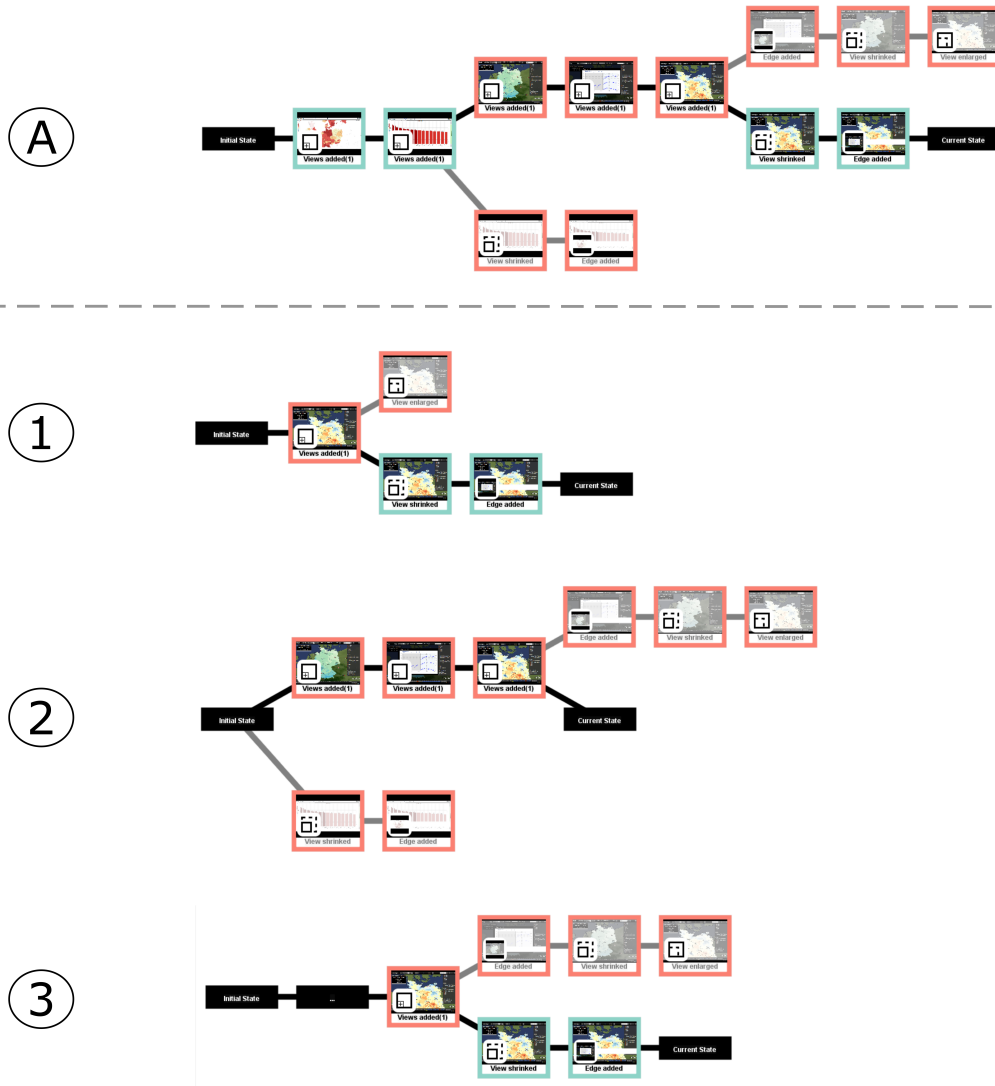 Edge added
View shrinked
View enlarged
Views added(1)
Views added(1)
Views added(1)
A
Initial State
Views added(1)
Views added(1)
View shrinked
Edge added
Current State
View shrinked
Edge added
View enlarged
1
Initial State
Views added(1)
View shrinked
Edge added
Current State
Edge added
View shrinked
View enlarged
Views added(1)
Views added(1)
Views added(1)
2
Initial State
Current State
View shrinked
Edge added
Edge added
View shrinked
View enlarged
3
Initial State
...
Views added(1)
View shrinked
Edge added
Current State